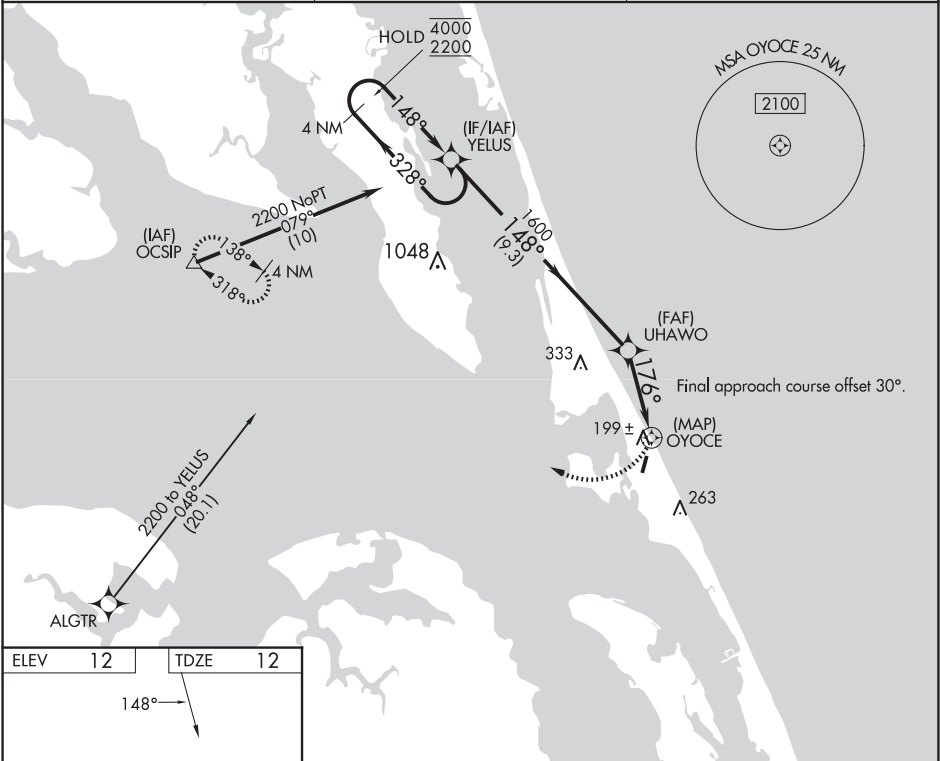 HOLD 4000
2200
MSA OYOCE 25 NM
2100
148°
4 NM
328°
(IF/IAF)
YELUS
2200 NoPT
079°
(10)
(IAF)
OCSIP
138°
4 NM
318°
1048
1600
148°
(9.3)
(FAF)
UHAWO
333
176°
Final approach course offset 30°.
199 ±
(MAP)
OYOCE
263
2200 to YELUS
048°
(20.1)
ALGTR
ELEV 12
TDZE 12
148°